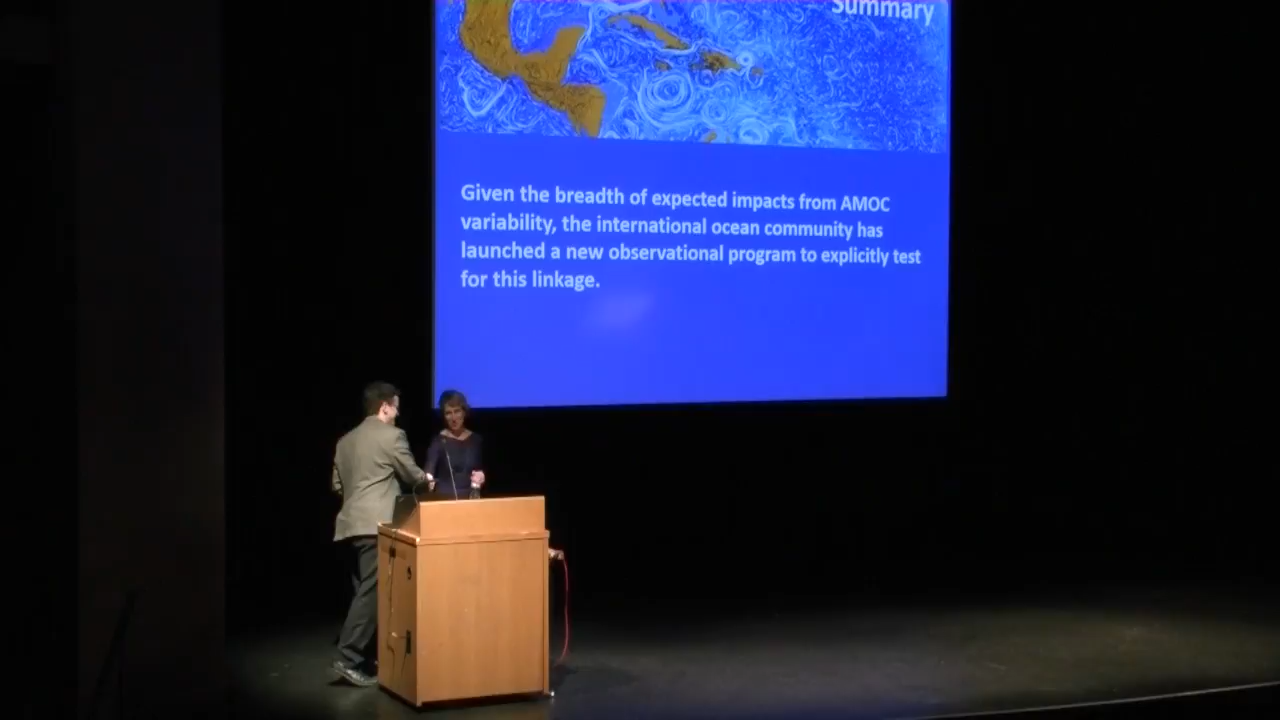 Summary
Given the breadth of expected impacts from AMOC
variability, the international ocean community has
launched a new observational program to explicitly test
for this linkage.